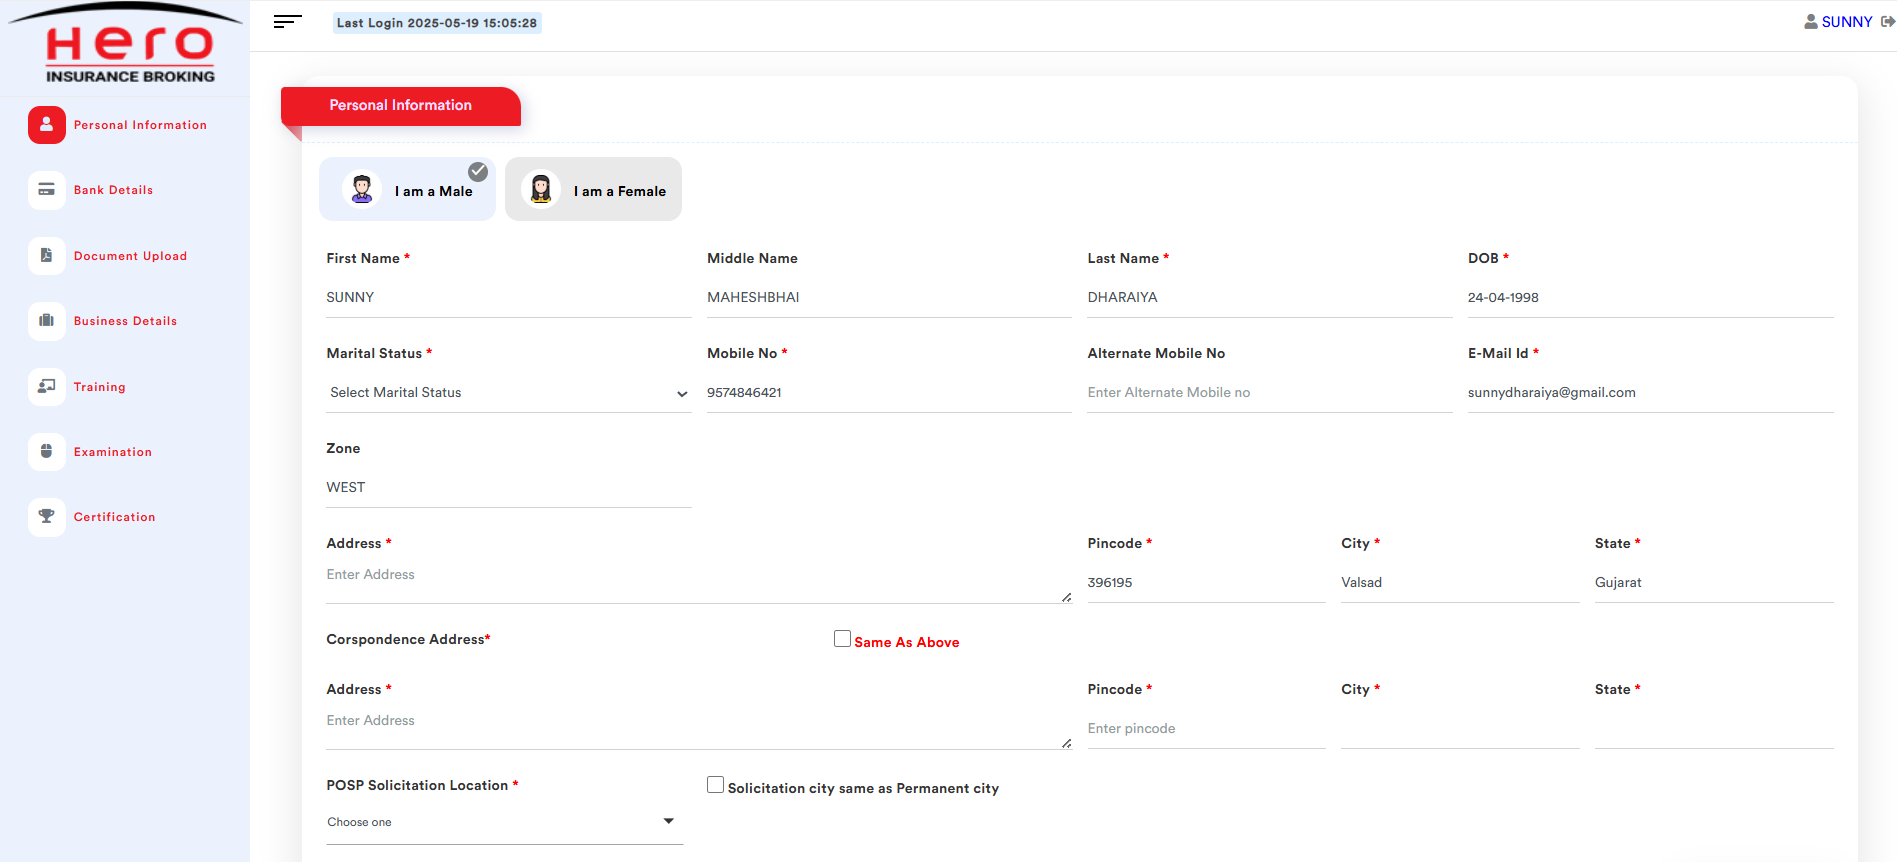 Hero
INSURANCE BROKING
Last Login 2025-05-19 15:05:28
SUNNY
Personal Information
Bank Details
Document Upload
Business Details
Training
Examination
Certification
Personal Information
I am a Male
I am a Female
First Name * Middle Name Last Name * DOB *
SUNNY MAHESHBHAI DHARAIYA 24-04-1998
Marital Status * Mobile No * Alternate Mobile No E-Mail Id *
Select Marital Status 9574846421 Enter Alternate Mobile no sunnydharaiya@gmail.com
Zone
WEST
Address * Pincode * City * State *
Enter Address 396195 Valsad Gujarat
Corspondence Address* Same As Above
Address * Pincode * City * State *
Enter Address Enter pincode
POSP Solicitation Location * Solicitation city same as Permanent city
Choose one